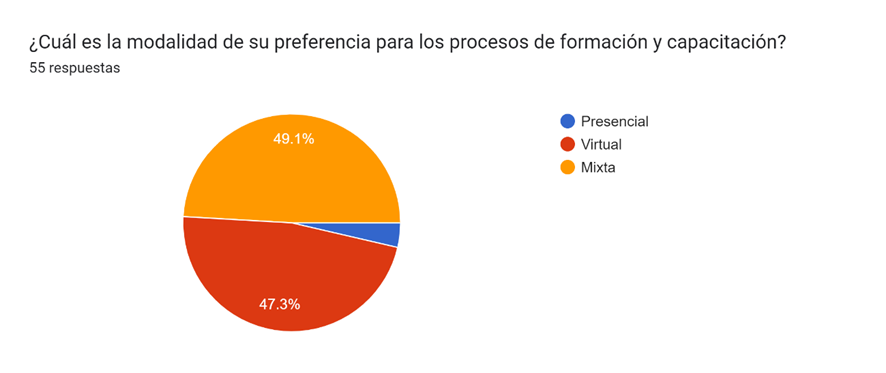 ¿Cuál es la modalidad de su preferencia para los procesos de formación y capacitación?
55 respuestas
49.1%
47.3%
Presencial
Virtual
Mixta